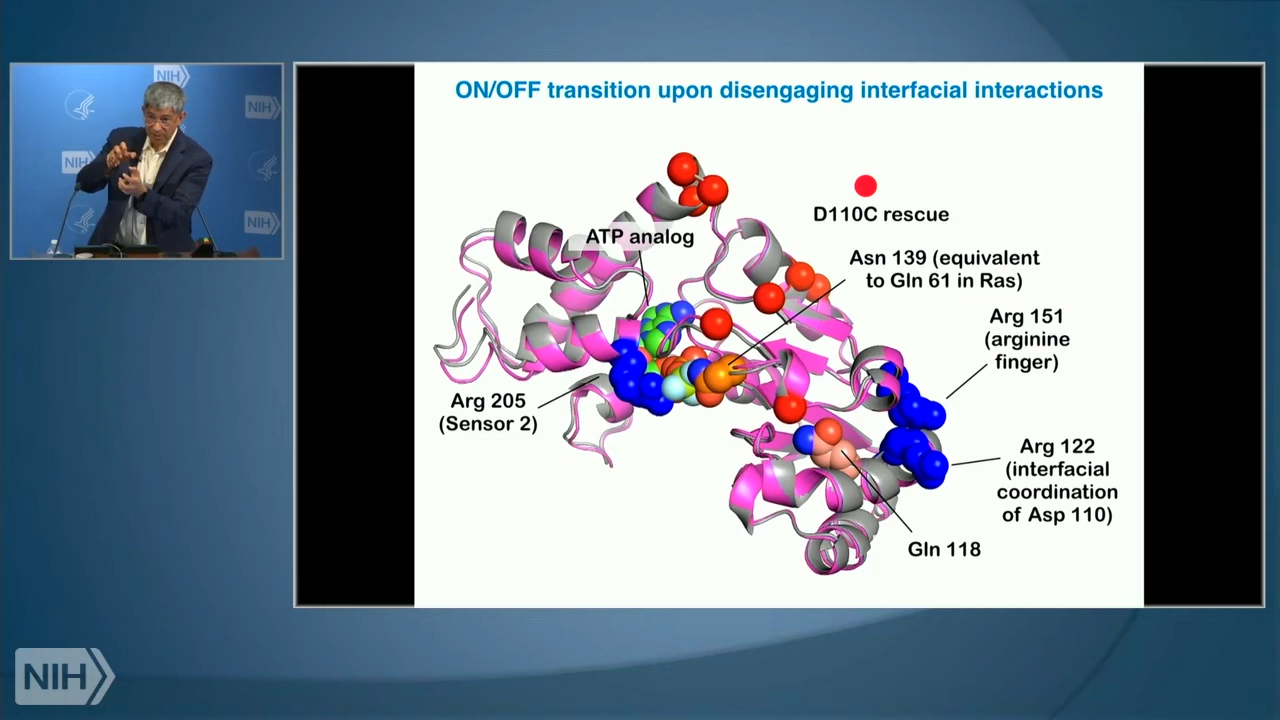 NIH
NIH
NIH
NIH
ON/OFF transition upon disengaging interfacial interactions
D110C rescue
ATP analog
Asn 139 (equivalent
to Gln 61 in Ras)
Arg 151
(arginine
finger)
Arg 205
(Sensor 2)
Arg 122
(interfacial
coordination
of Asp 110)
Gln 118
NIH